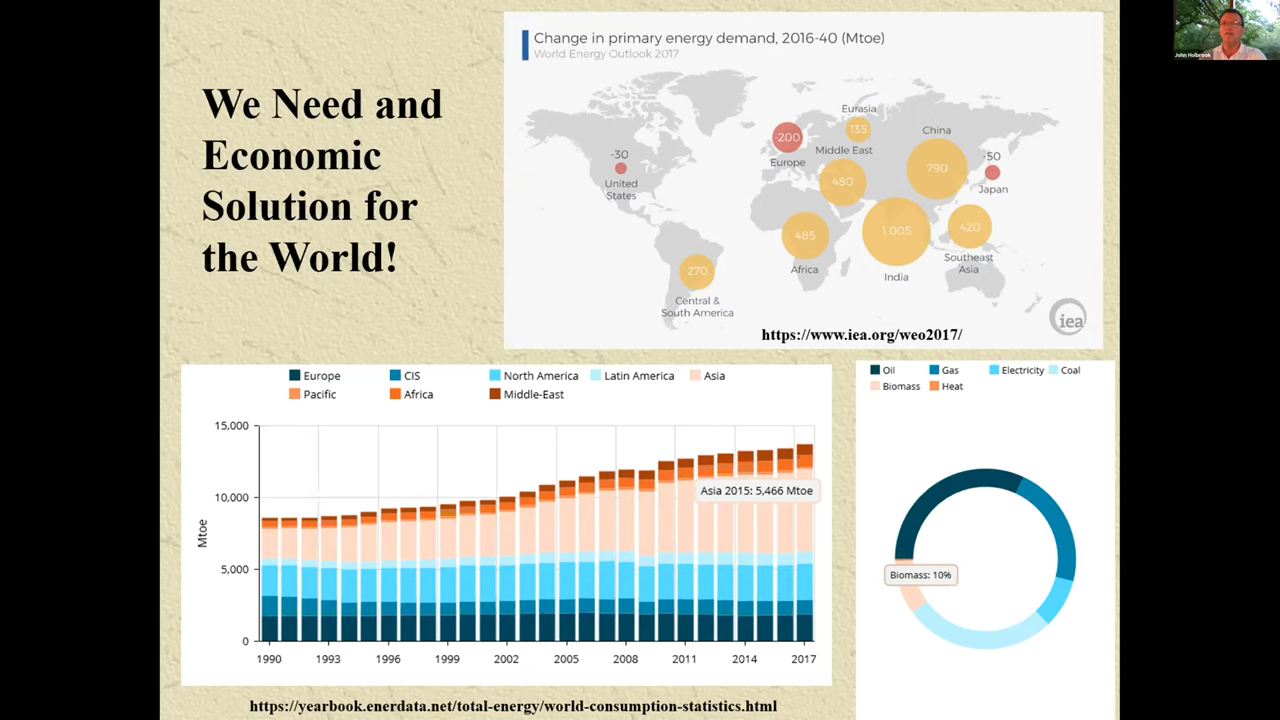 We Need and
Economic
Solution for
the World!
Change in primary energy demand, 2016-40 (Mtoe)
World Energy Outlook 2017
-30
United
States
270
Central &
South America
-200
Europe
Eurasia
135
Middle East
480
485
Africa
China
790
-50
Japan
1 005
India
420
Southeast
Asia
iea
https://www.iea.org/weo2017/
John Holbrook
Europe CIS North America Latin America Asia
Pacific Africa Middle-East
15,000
10,000
5,000
0
Mtoe
Asia 2015: 5,466 Mtoe
1990 1993 1996 1999 2002 2005 2008 2011 2014 2017
https://yearbook.enerdata.net/total-energy/world-consumption-statistics.html
Oil Gas Electricity Coal
Biomass Heat
Biomass: 10%